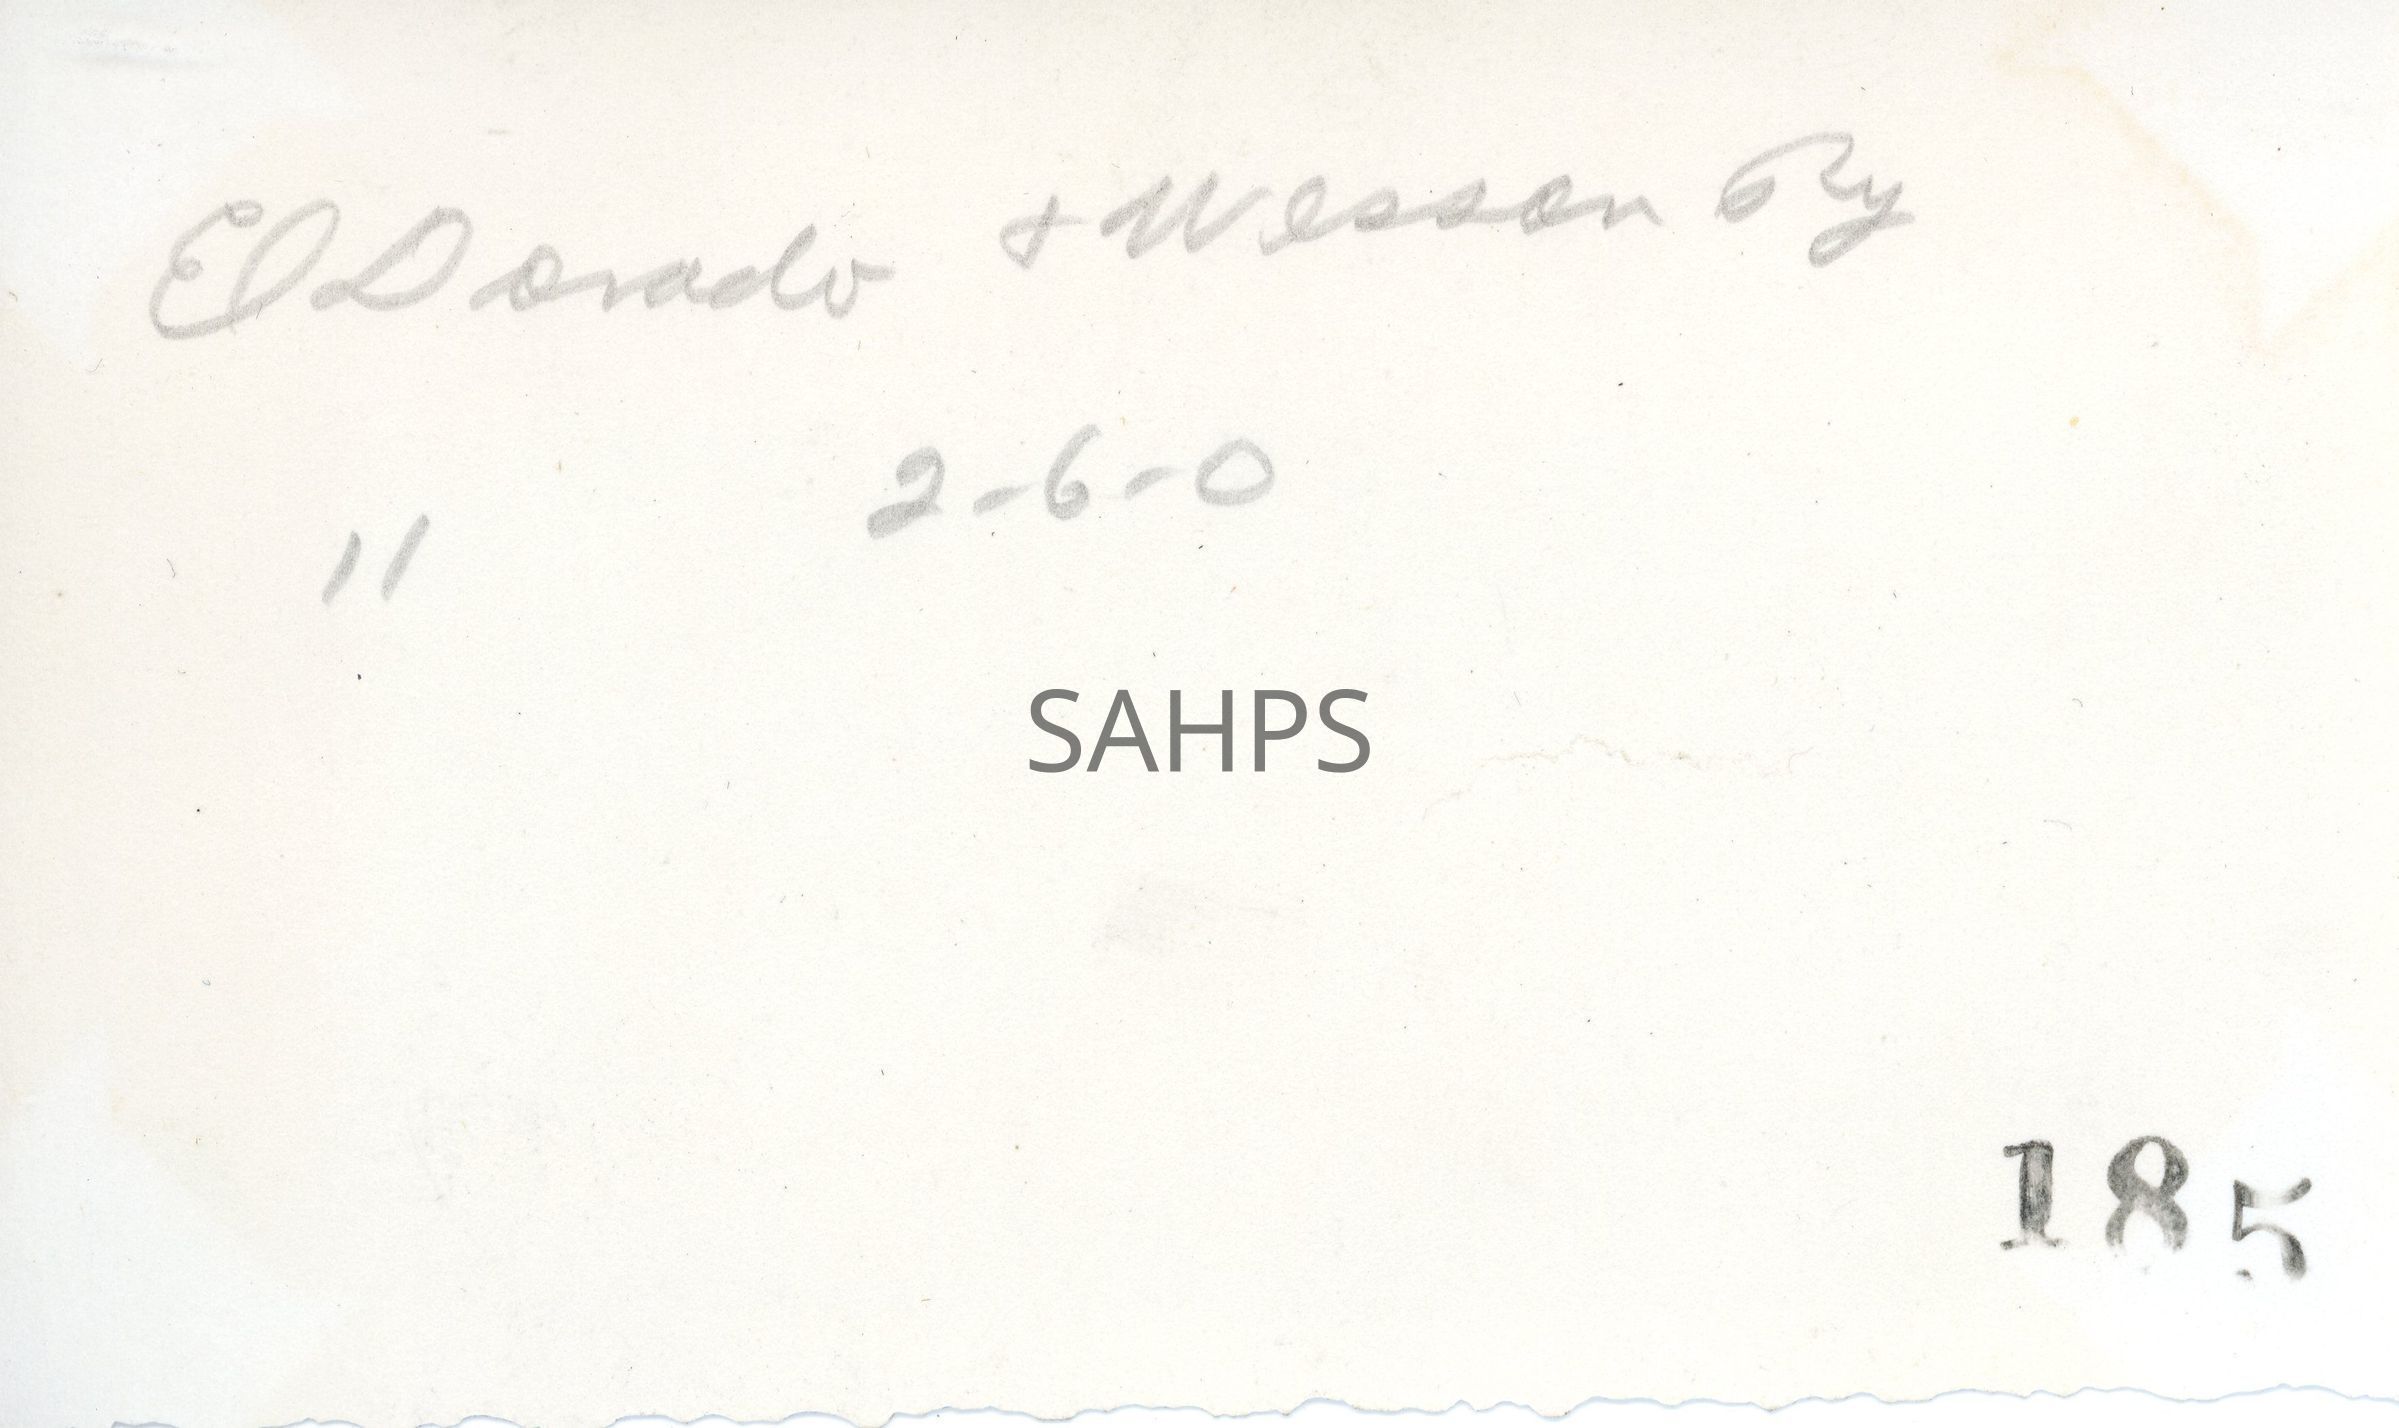 El Dorado & Wesson Ry
11 2-6-0
SAHPS
185